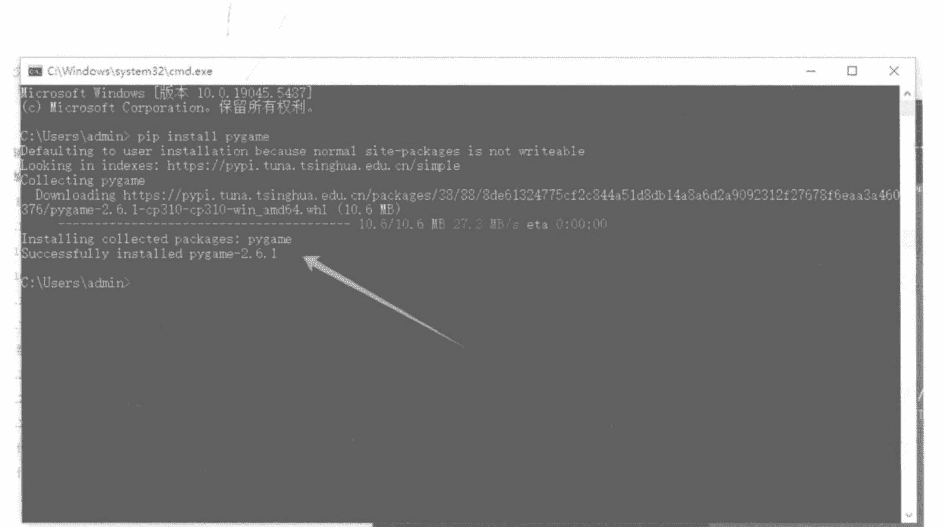 C:\Windows\system32\cmd.exe
Microsoft Windows [版本 10.0.19045.5487]
(c) Microsoft Corporation。保留所有权利。
C:\Users\admin> pip install pygame
Defaulting to user installation because normal site-packages is not writeable
Looking in indexes: https://pypi.tuna.tsinghua.edu.cn/simple
Collecting pygame
Downloading https://pypi.tuna.tsinghua.edu.cn/packages/38/88/8de61324775cf2c844a51d8db14a8a6d2a9092312f27678f6eaa3a460
376/pygame-2.6.1-cp310-cp310-win_amd64.whl (10.6 MB)
---------------------------------------- 10.6/10.6 MB 27.3 MB/s eta 0:00:00
Installing collected packages: pygame
Successfully installed pygame-2.6.1
C:\Users\admin>